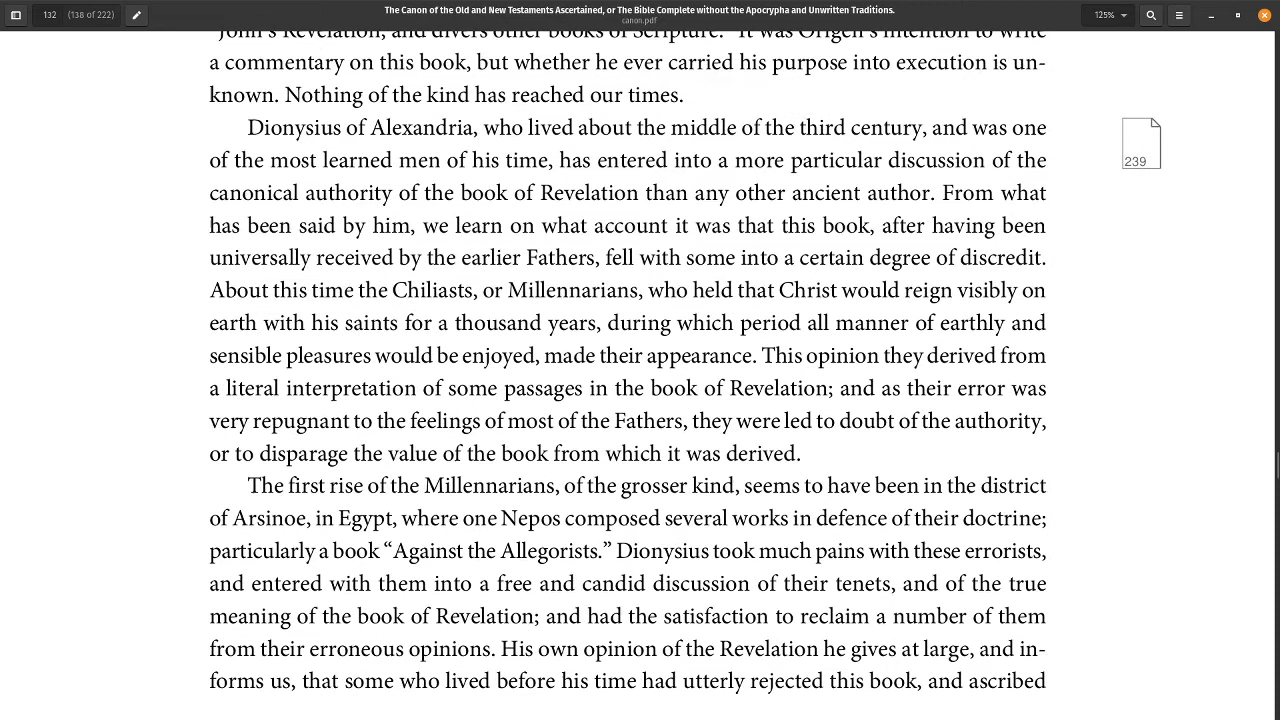 The Canon of the Old and New Testaments Ascertained, or The Bible Complete without the Apocrypha and Unwritten Traditions.
canon.pdf
132 (138 of 222)
125%
John's Revelation, and divers other books of Scripture." It was Origen's intention to write
a commentary on this book, but whether he ever carried his purpose into execution is un-
known. Nothing of the kind has reached our times.
Dionysius of Alexandria, who lived about the middle of the third century, and was one
of the most learned men of his time, has entered into a more particular discussion of the
canonical authority of the book of Revelation than any other ancient author. From what
has been said by him, we learn on what account it was that this book, after having been
universally received by the earlier Fathers, fell with some into a certain degree of discredit.
About this time the Chiliasts, or Millennarians, who held that Christ would reign visibly on
earth with his saints for a thousand years, during which period all manner of earthly and
sensible pleasures would be enjoyed, made their appearance. This opinion they derived from
a literal interpretation of some passages in the book of Revelation; and as their error was
very repugnant to the feelings of most of the Fathers, they were led to doubt of the authority,
or to disparage the value of the book from which it was derived.
The first rise of the Millennarians, of the grosser kind, seems to have been in the district
of Arsinoe, in Egypt, where one Nepos composed several works in defence of their doctrine;
particularly a book “Against the Allegorists.” Dionysius took much pains with these errorists,
and entered with them into a free and candid discussion of their tenets, and of the true
meaning of the book of Revelation; and had the satisfaction to reclaim a number of them
from their erroneous opinions. His own opinion of the Revelation he gives at large, and in-
forms us, that some who lived before his time had utterly rejected this book, and ascribed
239